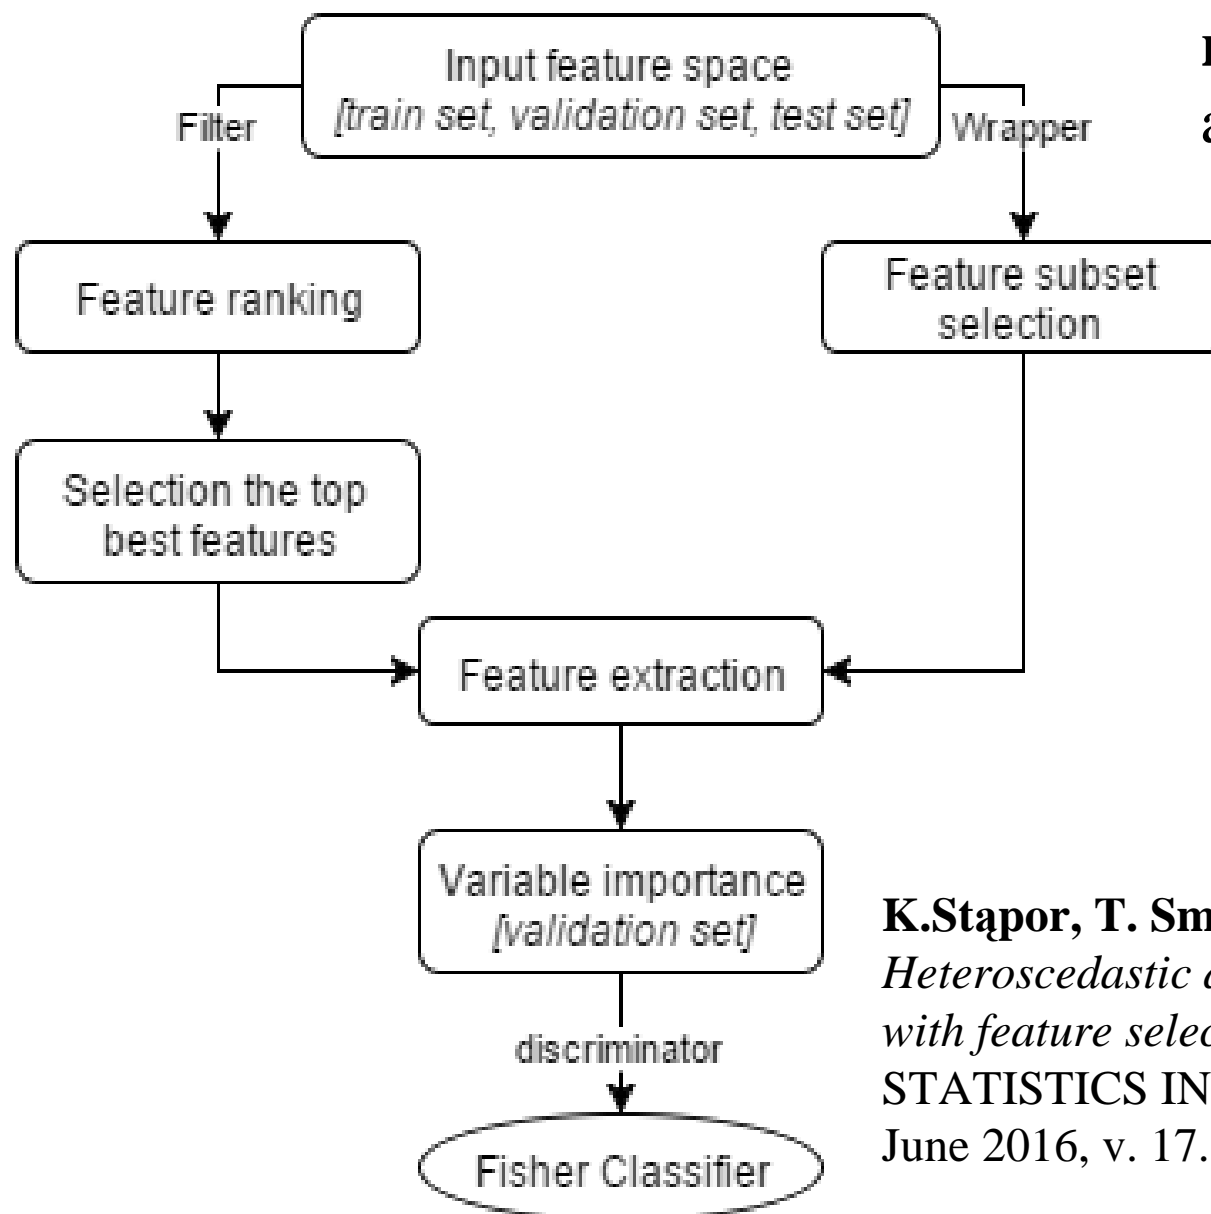 Input feature space
[train set, validation set, test set]
Filter
Wrapper
Feature ranking
Feature subset
selection
Selection the top
best features
Feature extraction
Variable importance
[validation set]
discriminator
Fisher Classifier
K.Stąpor, T. Sm
Heteroscedastic
with feature selec
STATISTICS IN
June 2016, v. 17.